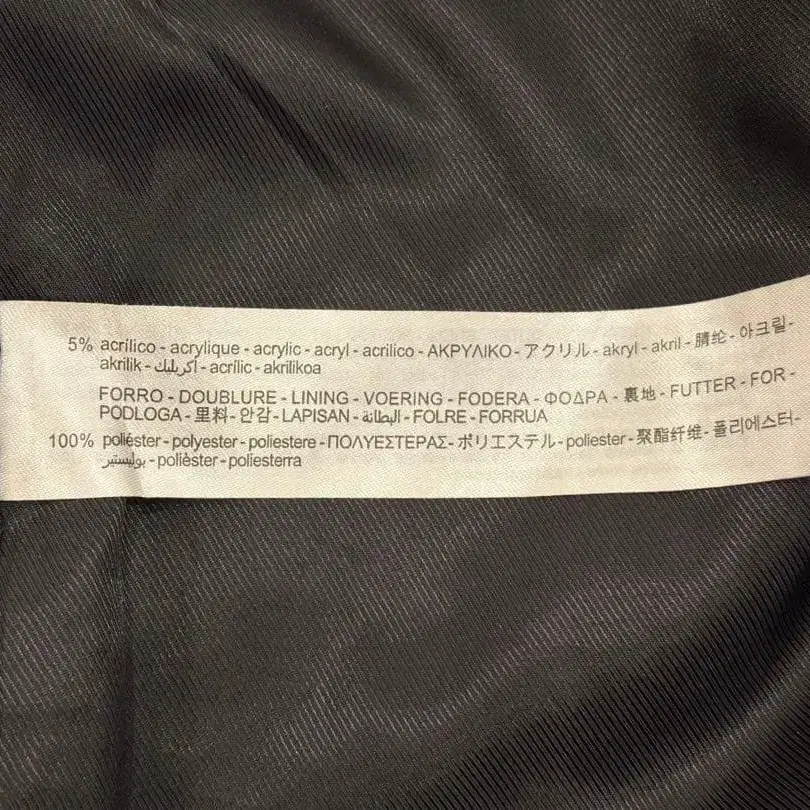 5% acrílico - acrylique - acrylic - acryl - acrilico - ΑΚΡΥΛΙΚΟ - アクリル - akryl - akril - 腈纶 - 아크릴 -
akrilik - أكريليك - acrílic - akrilikoa
FORRO - DOUBLURE - LINING - VOERING - FODERA - ΦΟΔΡΑ - 裏地 - FUTTER - FOR -
PODLOGA - 里料 - 안감 - LAPISAN - البطانة - FOLRE - FORRUA
100% poliéster - polyester - poliestere - ΠΟΛΥΕΣΤΕΡΑΣ - ポリエステル - poliester - 聚酯纤维 - 폴리에스터 -
بوليستير - polièster - poliesterra